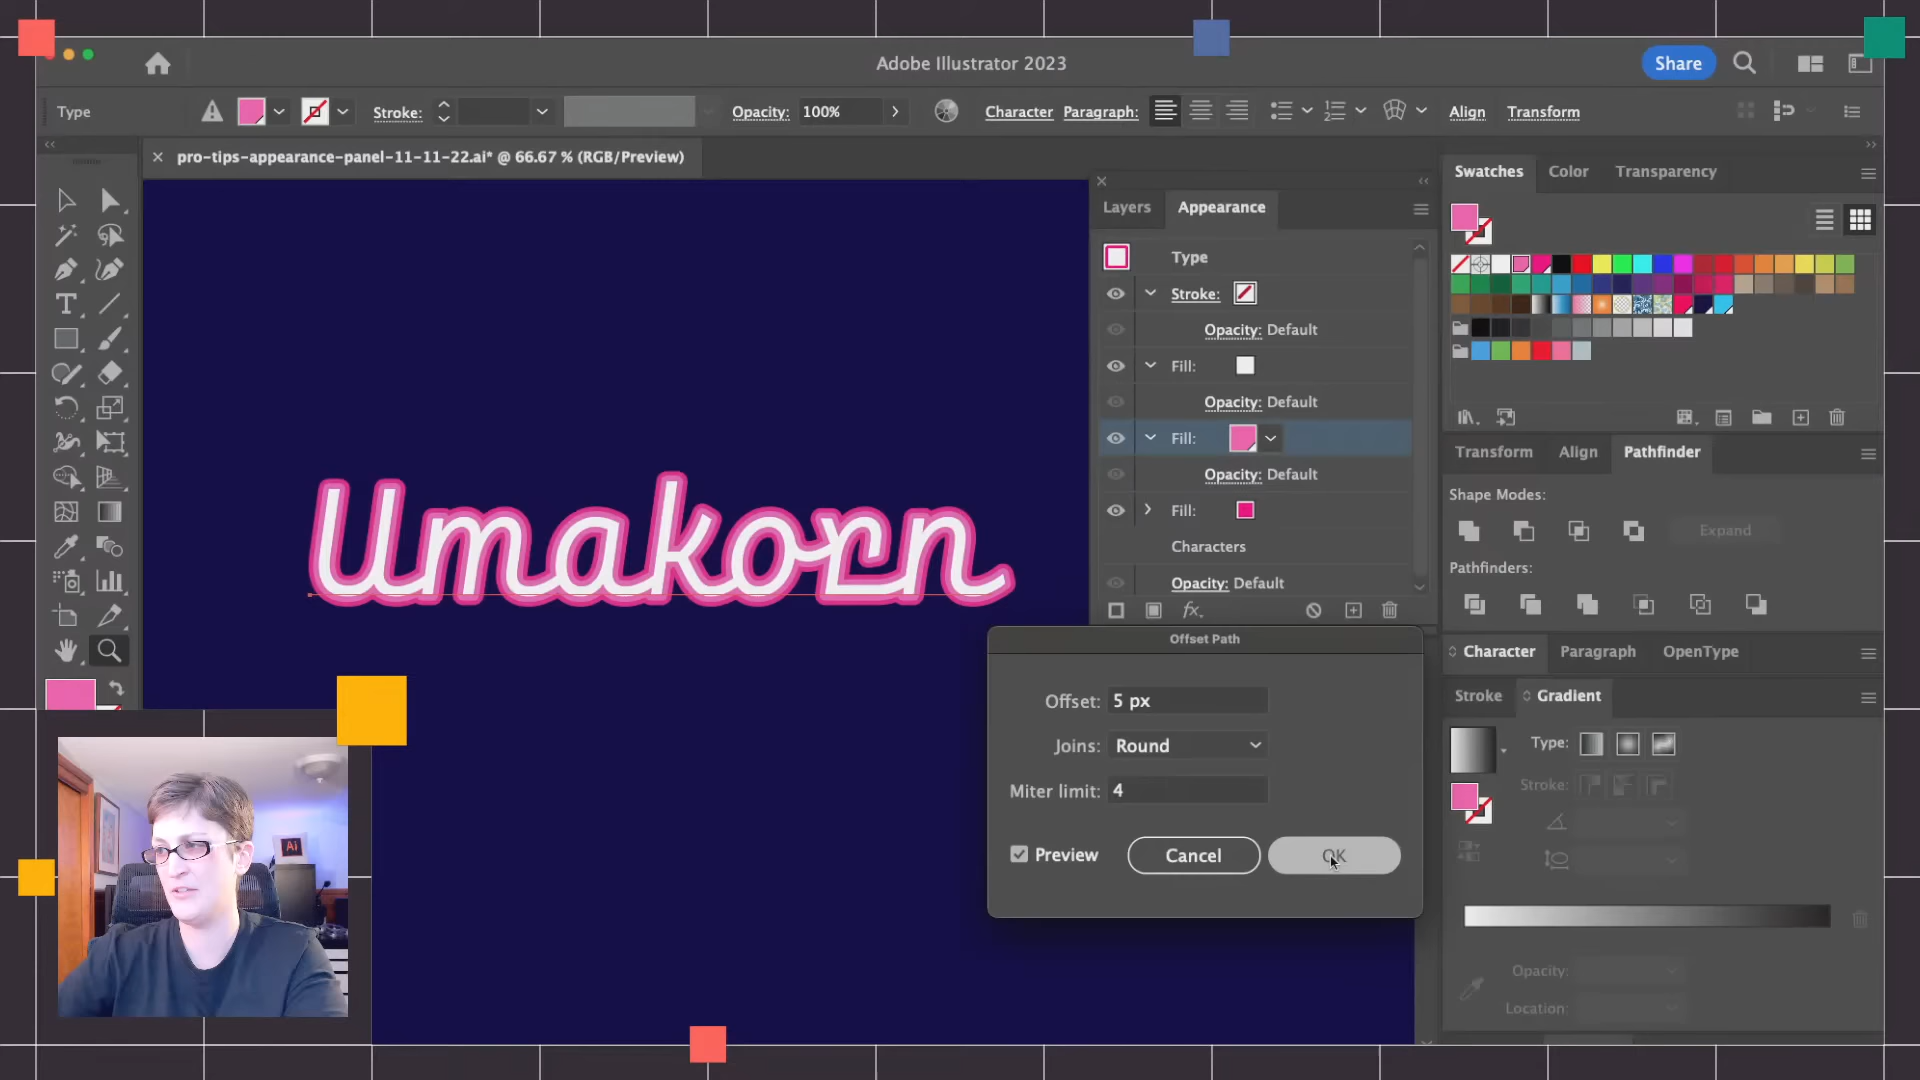 Adobe Illustrator 2023
Share
Type
Stroke:
Opacity: 100%
Character Paragraph:
Align
Transform
pro-tips-appearance-panel-11-11-22.ai* @ 66.67 % (RGB/Preview)
Layers Appearance
Type
Stroke:
Opacity: Default
Fill:
Opacity: Default
Fill:
Opacity: Default
Fill:
Characters
Opacity: Default
fx
Umakorn
Offset Path
Offset: 5 px
Joins: Round
Miter limit: 4
Preview
Cancel
OK
Swatches Color Transparency
Transform Align Pathfinder
Shape Modes:
Expand
Pathfinders:
Character Paragraph OpenType
Stroke Gradient
Type:
Stroke:
Opacity:
Location:
Ai